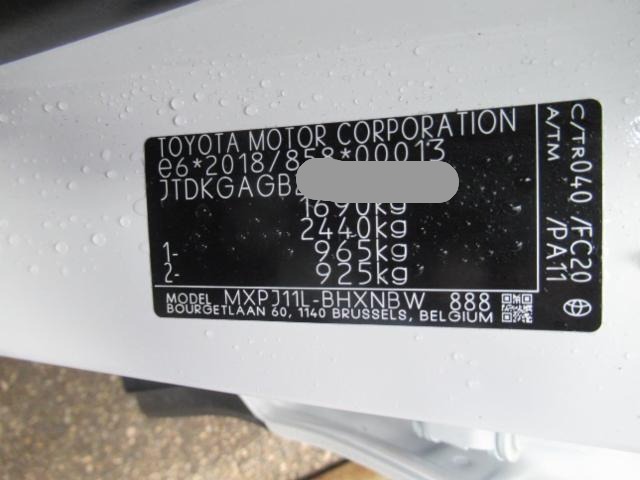 TOYOTA MOTOR CORPORATION
e6*2018/858*00013
JTDKGAGB
1690kg
2440kg
1- 965kg
2- 925kg
MODEL MXPJ11L-BHXNBW 888
BOURGETLAAN 60, 1140 BRUSSELS, BELGIUM
C/TR040 /FC20
A/TM /PA11